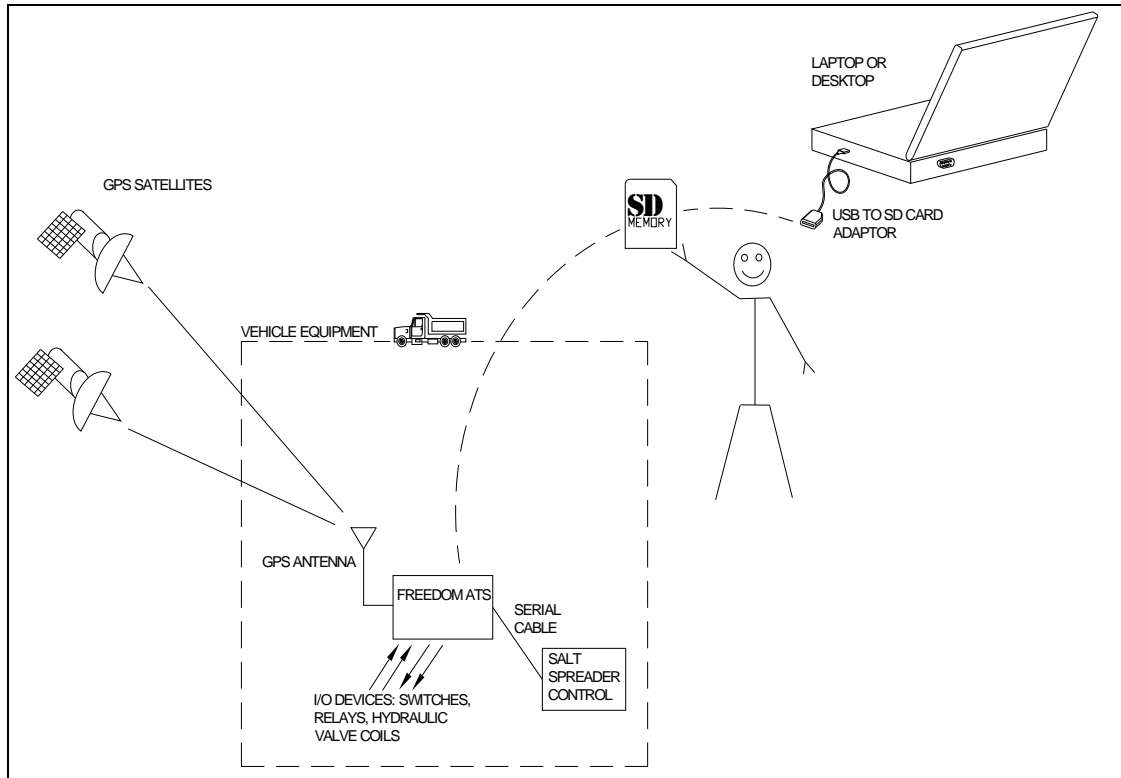 LAPTOP OR
DESKTOP
GPS SATELLITES
SD
MEMORY
USB TO SD CARD
ADAPTOR
VEHICLE EQUIPMENT
GPS ANTENNA
FREEDOM ATS
SERIAL
CABLE
SALT
SPREADER
CONTROL
I/O DEVICES: SWITCHES,
RELAYS, HYDRAULIC
VALVE COILS